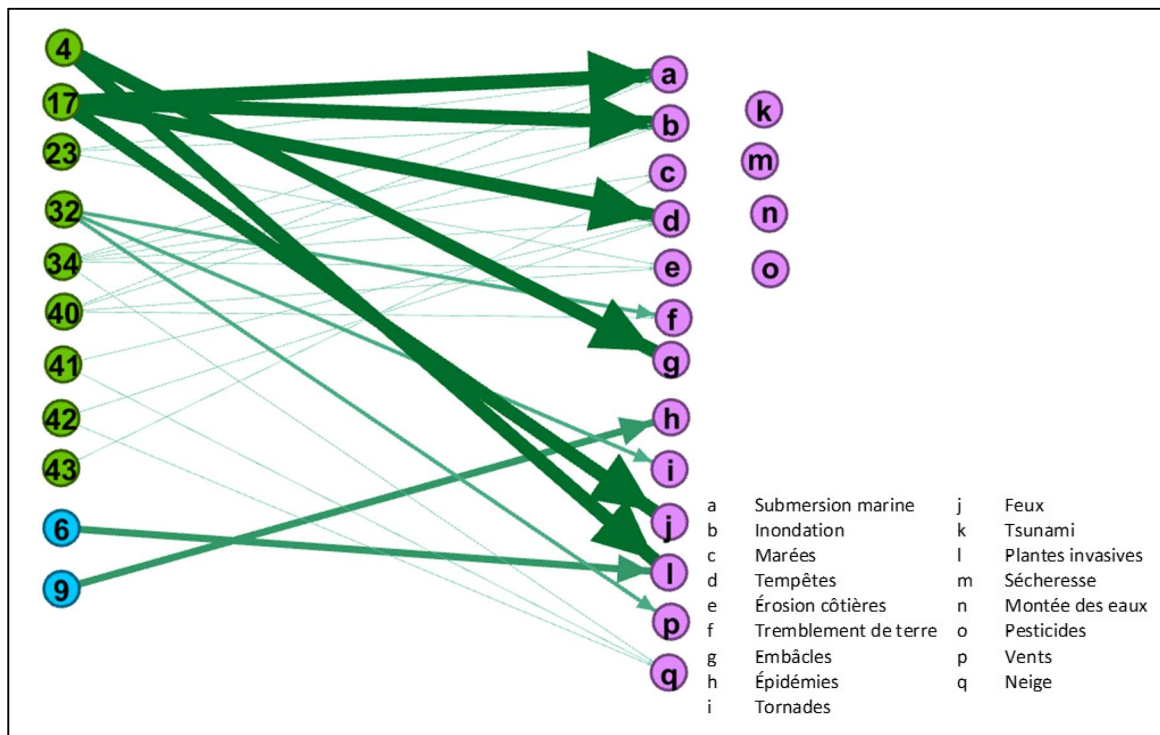 4
17
23
32
34
40
41
42
43
6
9
a
b
c
d
e
f
g
h
i
j
l
p
q
k
m
n
o
a Submersion marine j Feux
b Inondation k Tsunami
c Marées l Plantes invasives
d Tempêtes m Sécheresse
e Érosion côtières n Montée des eaux
f Tremblement de terre o Pesticides
g Embâcles p Vents
h Épidémies q Neige
i Tornades